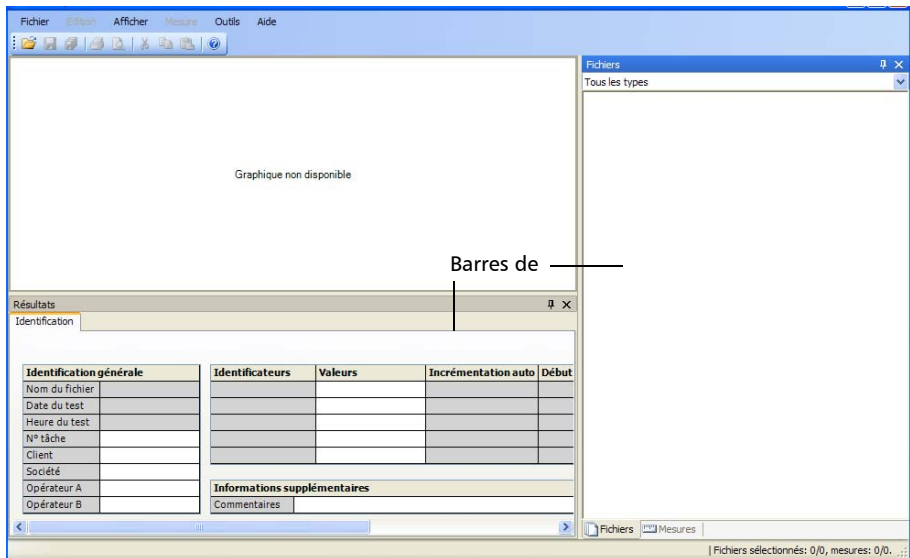 Fichier Edition Afficher Mesure Outils Aide
Fichiers
Tous les types
Graphique non disponible
Barres de
Résultats
Identification
Identification générale
Nom du fichier
Date du test
Heure du test
N° tâche
Client
Société
Opérateur A
Opérateur B
Identificateurs Valeurs Incrémentation auto Début
Informations supplémentaires
Commentaires
Fichiers Mesures
Fichiers sélectionnés: 0/0, mesures: 0/0.